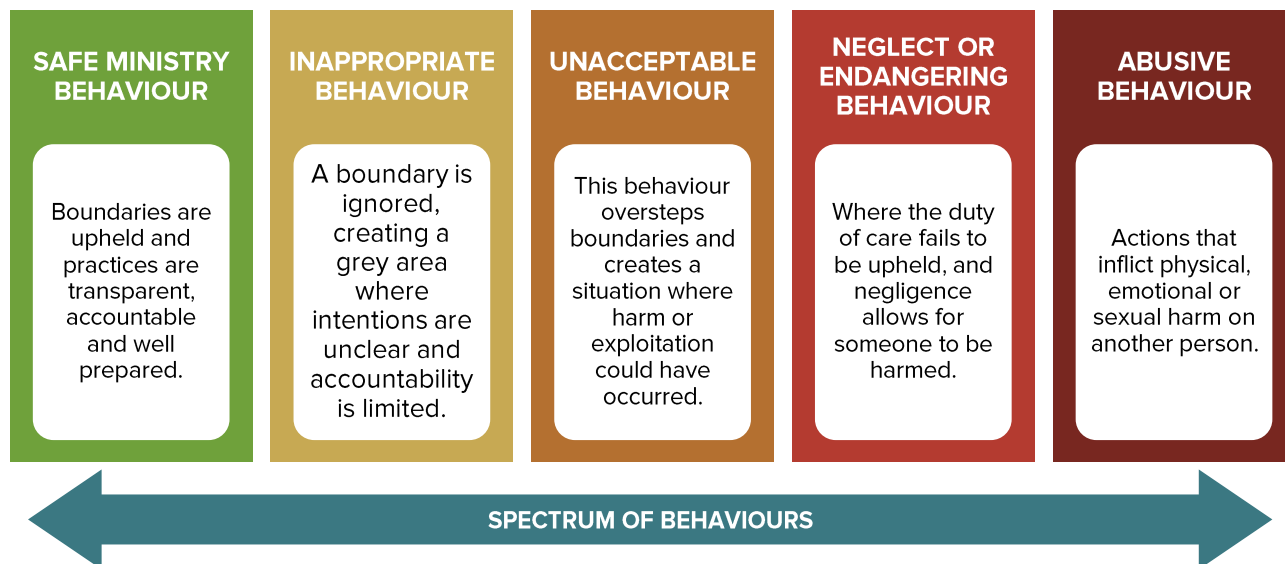 SAFE MINISTRY
BEHAVIOUR
Boundaries are
upheld and
practices are
transparent,
accountable
and well
prepared.
INAPPROPRIATE
BEHAVIOUR
A boundary is
ignored,
creating a
grey area
where
intentions are
unclear and
accountability
is limited.
UNACCEPTABLE
BEHAVIOUR
This behaviour
oversteps
boundaries and
creates a
situation where
harm or
exploitation
could have
occurred.
NEGLECT OR
ENDANGERING
BEHAVIOUR
Where the duty
of care fails to
be upheld, and
negligence
allows for
someone to be
harmed.
ABUSIVE
BEHAVIOUR
Actions that
inflict physical,
emotional or
sexual harm on
another person.
SPECTRUM OF BEHAVIOURS